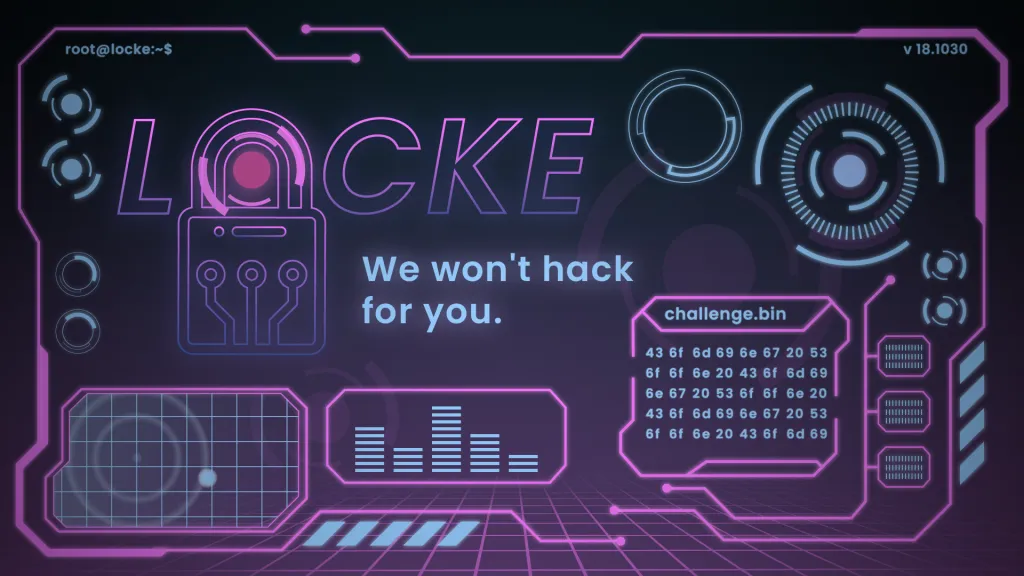 root@locke:~$
v 18.1030
LOCKE
We won't hack
for you.
challenge.bin
43 6f 6d 69 6e 67 20 53
6f 6f 6e 20 43 6f 6d 69
6e 67 20 53 6f 6f 6e 20
43 6f 6d 69 6e 67 20 53
6f 6f 6e 20 43 6f 6d 69